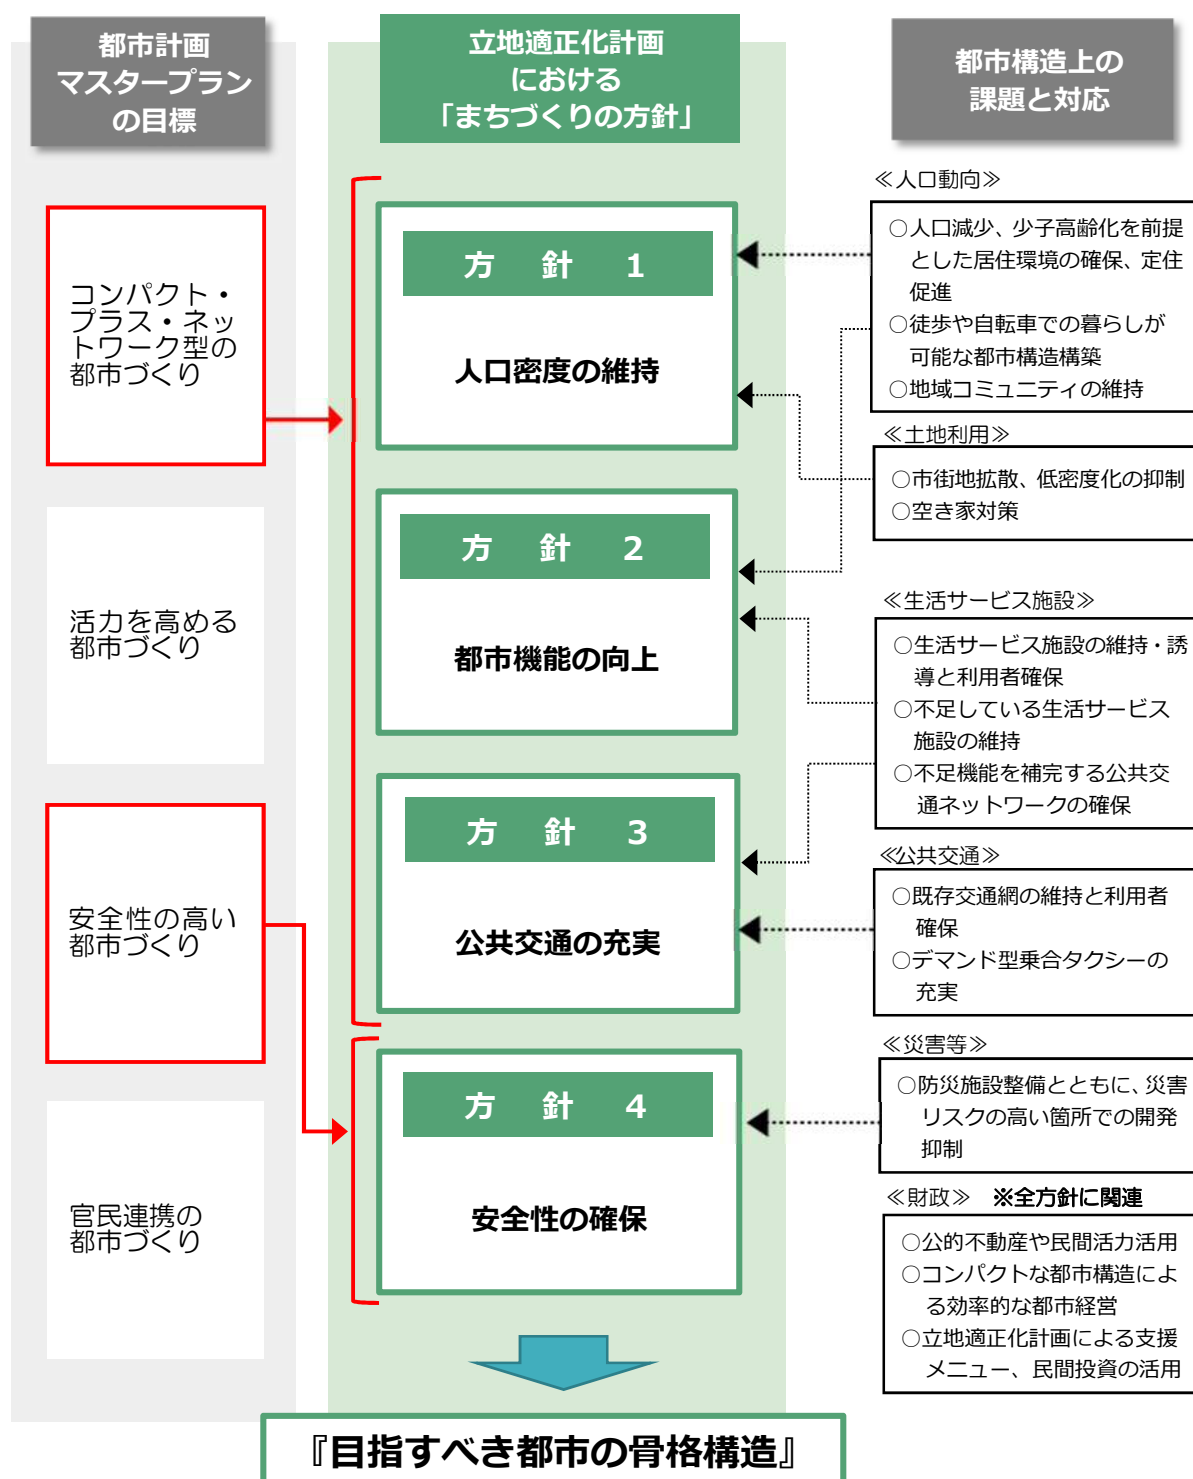 都市計画
マスタープラン
の目標
コンパクト・
プラス・ネッ
トワーク型の
都市づくり
活力を高める
都市づくり
安全性の高い
都市づくり
官民連携の
都市づくり
立地適正化計画
における
「まちづくりの方針」
方 針 1
人口密度の維持
方 針 2
都市機能の向上
方 針 3
公共交通の充実
方 針 4
安全性の確保
都市構造上の
課題と対応
≪人口動向≫
○人口減少、少子高齢化を前提
とした居住環境の確保、定住
促進
○徒歩や自転車での暮らしが
可能な都市構造構築
○地域コミュニティの維持
≪土地利用≫
○市街地拡散、低密度化の抑制
○空き家対策
≪生活サービス施設≫
○生活サービス施設の維持・誘
導と利用者確保
○不足している生活サービス
施設の維持
○不足機能を補完する公共交
通ネットワークの確保
≪公共交通≫
○既存交通網の維持と利用者
確保
○デマンド型乗合タクシーの
充実
≪災害等≫
○防災施設整備とともに、災害
リスクの高い箇所での開発
抑制
≪財政≫ ※全方針に関連
○公的不動産や民間活力活用
○コンパクトな都市構造によ
る効率的な都市経営
○立地適正化計画による支援
メニュー、民間投資の活用
『目指すべき都市の骨格構造』